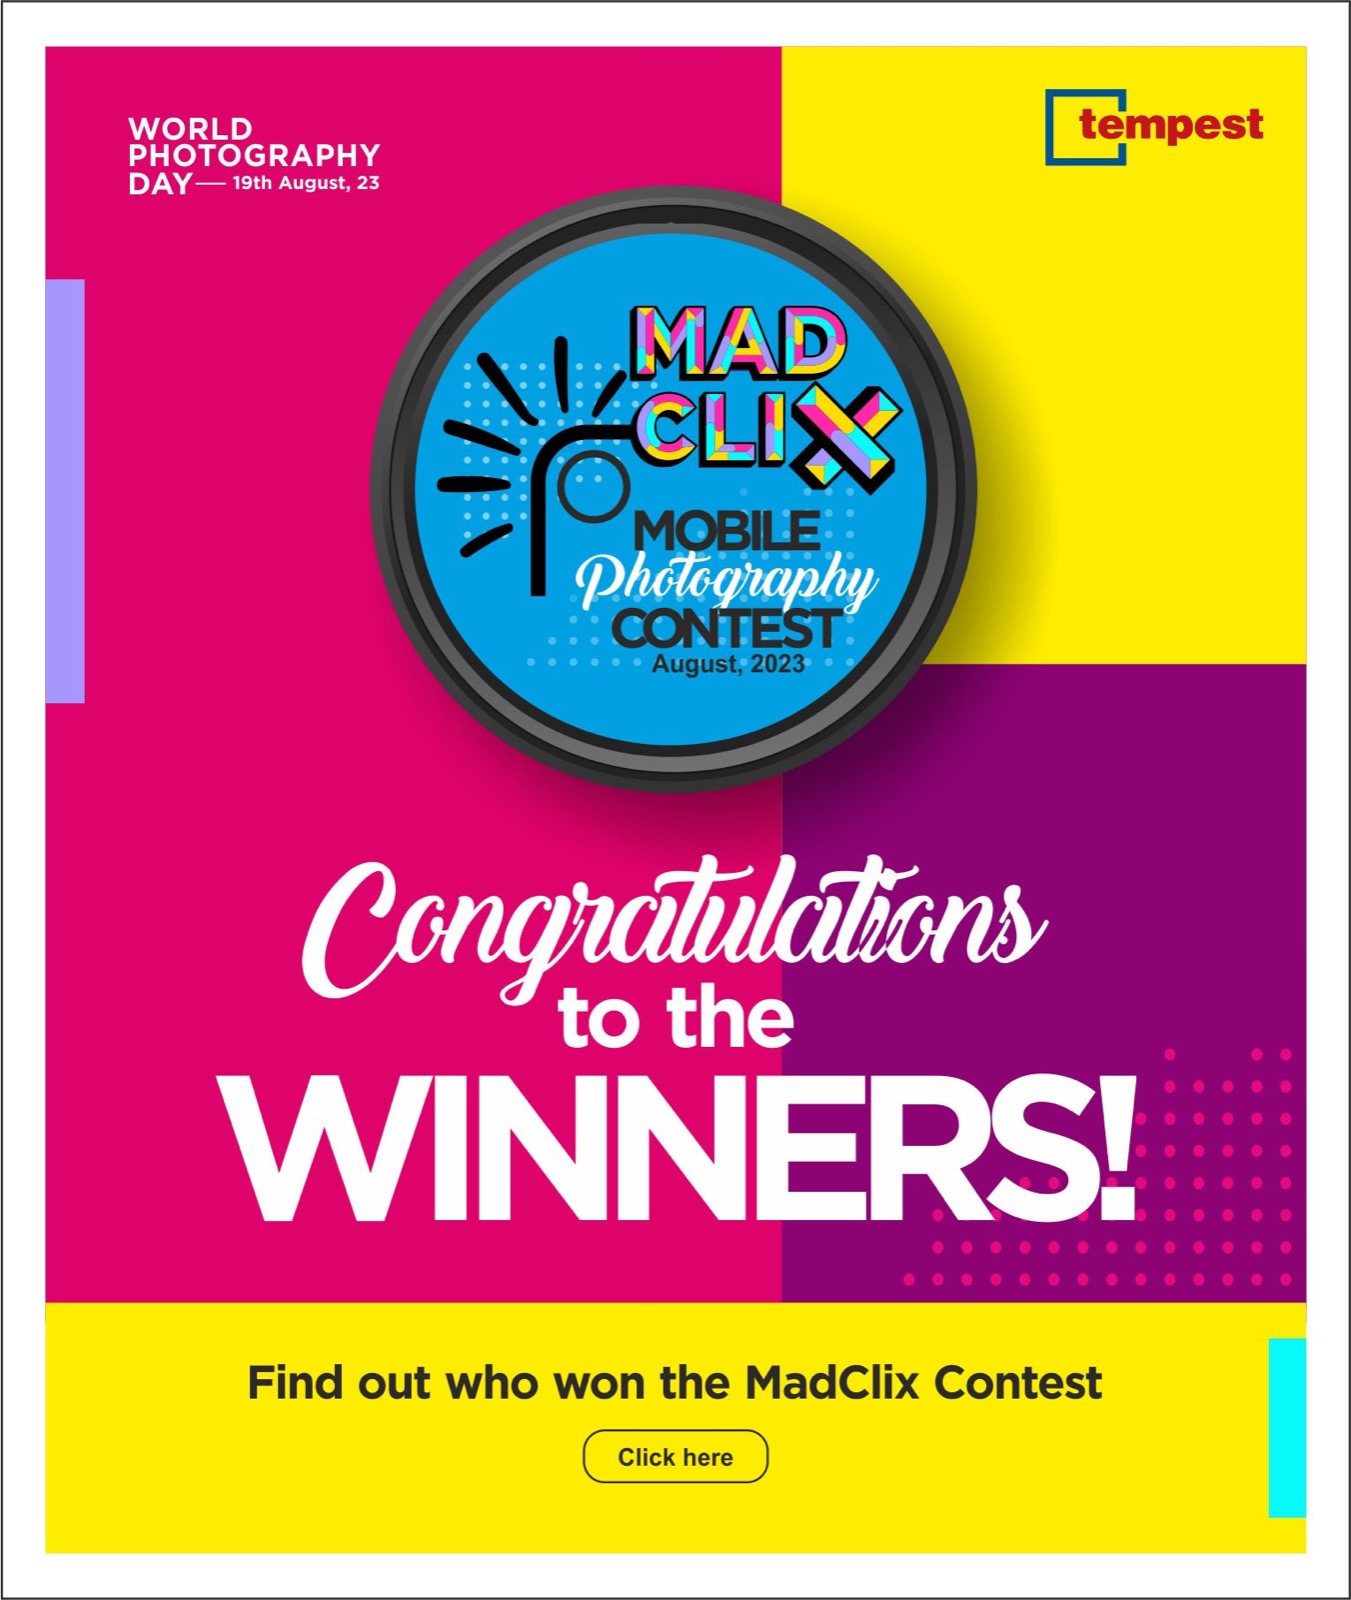 WORLD
PHOTOGRAPHY
DAY — 19th August, 23
tempest
MAD
CLIX
MOBILE
Photography
CONTEST
August, 2023
Congratulations
to the
WINNERS!
Find out who won the MadClix Contest
Click here